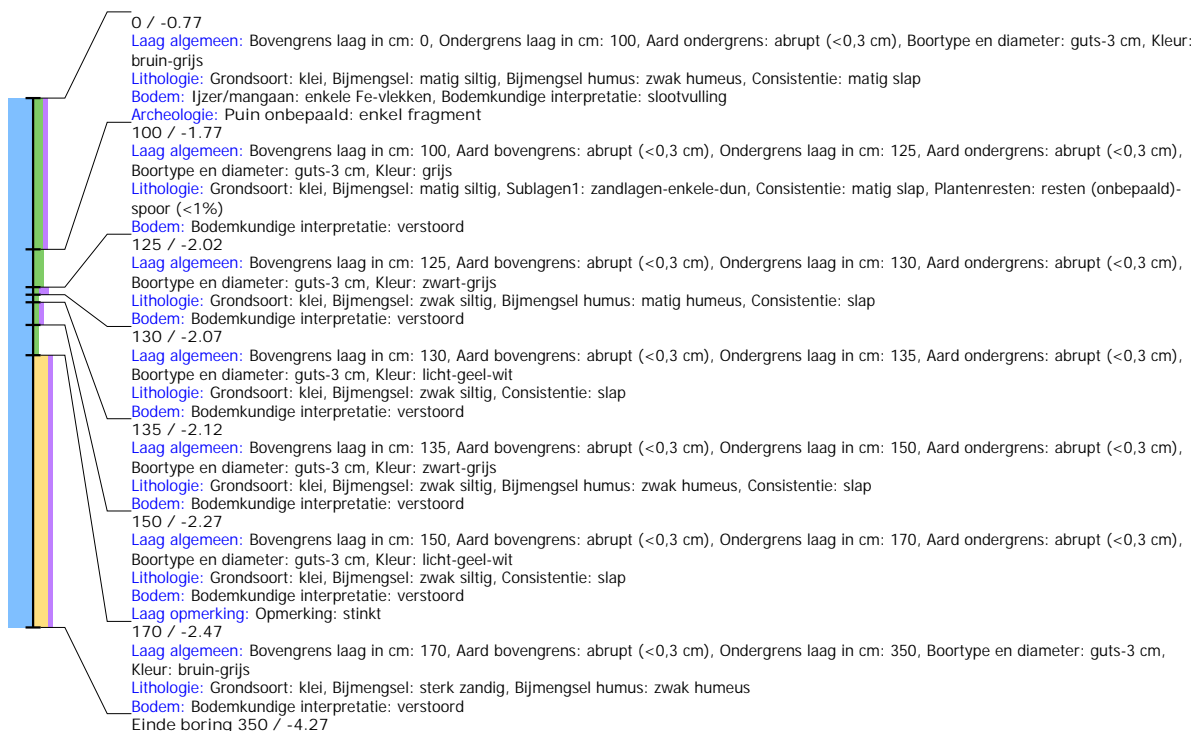 0 / -0.77
Laag algemeen: Bovengrens laag in cm: 0, Ondergrens laag in cm: 100, Aard ondergrens: abrupt (<0,3 cm), Boortype en diameter: guts-3 cm, Kleur:
bruin-grijs
Lithologie: Grondsoort: klei, Bijmengsel: matig siltig, Bijmengsel humus: zwak humeus, Consistentie: matig slap
Bodem: Ijzer/mangaan: enkele Fe-vlekken, Bodemkundige interpretatie: slootvulling
Archeologie: Puin onbepaald: enkel fragment
100 / -1.77
Laag algemeen: Bovengrens laag in cm: 100, Aard bovengrens: abrupt (<0,3 cm), Ondergrens laag in cm: 125, Aard ondergrens: abrupt (<0,3 cm),
Boortype en diameter: guts-3 cm, Kleur: grijs
Lithologie: Grondsoort: klei, Bijmengsel: matig siltig, Sublagen1: zandlagen-enkele-dun, Consistentie: matig slap, Plantenresten: resten (onbepaald)-
spoor (<1%)
Bodem: Bodemkundige interpretatie: verstoord
125 / -2.02
Laag algemeen: Bovengrens laag in cm: 125, Aard bovengrens: abrupt (<0,3 cm), Ondergrens laag in cm: 130, Aard ondergrens: abrupt (<0,3 cm),
Boortype en diameter: guts-3 cm, Kleur: zwart-grijs
Lithologie: Grondsoort: klei, Bijmengsel: zwak siltig, Bijmengsel humus: matig humeus, Consistentie: slap
Bodem: Bodemkundige interpretatie: verstoord
130 / -2.07
Laag algemeen: Bovengrens laag in cm: 130, Aard bovengrens: abrupt (<0,3 cm), Ondergrens laag in cm: 135, Aard ondergrens: abrupt (<0,3 cm),
Boortype en diameter: guts-3 cm, Kleur: licht-geel-wit
Lithologie: Grondsoort: klei, Bijmengsel: zwak siltig, Consistentie: slap
Bodem: Bodemkundige interpretatie: verstoord
135 / -2.12
Laag algemeen: Bovengrens laag in cm: 135, Aard bovengrens: abrupt (<0,3 cm), Ondergrens laag in cm: 150, Aard ondergrens: abrupt (<0,3 cm),
Boortype en diameter: guts-3 cm, Kleur: zwart-grijs
Lithologie: Grondsoort: klei, Bijmengsel: zwak siltig, Bijmengsel humus: zwak humeus, Consistentie: slap
Bodem: Bodemkundige interpretatie: verstoord
150 / -2.27
Laag algemeen: Bovengrens laag in cm: 150, Aard bovengrens: abrupt (<0,3 cm), Ondergrens laag in cm: 170, Aard ondergrens: abrupt (<0,3 cm),
Boortype en diameter: guts-3 cm, Kleur: licht-geel-wit
Lithologie: Grondsoort: klei, Bijmengsel: zwak siltig, Consistentie: slap
Bodem: Bodemkundige interpretatie: verstoord
Laag opmerking: Opmerking: stinkt
170 / -2.47
Laag algemeen: Bovengrens laag in cm: 170, Aard bovengrens: abrupt (<0,3 cm), Ondergrens laag in cm: 350, Boortype en diameter: guts-3 cm,
Kleur: bruin-grijs
Lithologie: Grondsoort: klei, Bijmengsel: sterk zandig, Bijmengsel humus: zwak humeus
Bodem: Bodemkundige interpretatie: verstoord
Einde boring 350 / -4.27